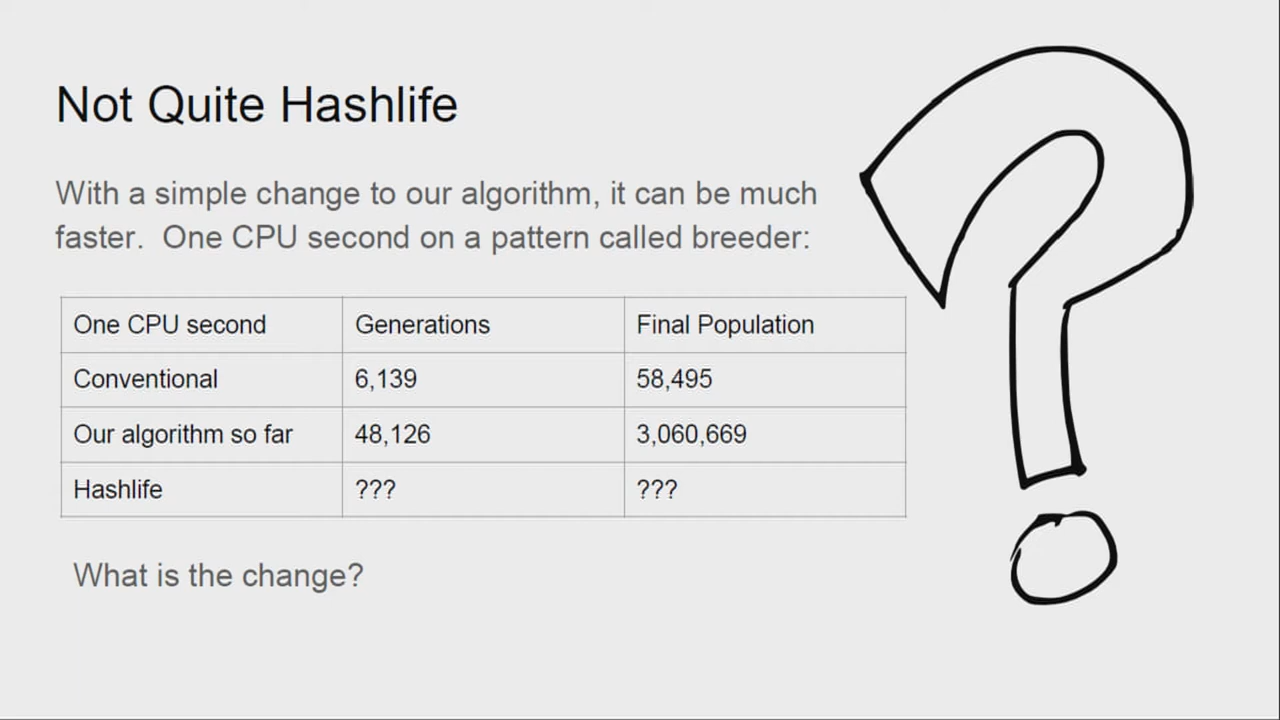 Not Quite Hashlife
With a simple change to our algorithm, it can be much
faster.  One CPU second on a pattern called breeder:
One CPU second Generations Final Population
Conventional 6,139 58,495
Our algorithm so far 48,126 3,060,669
Hashlife ??? ???
What is the change?